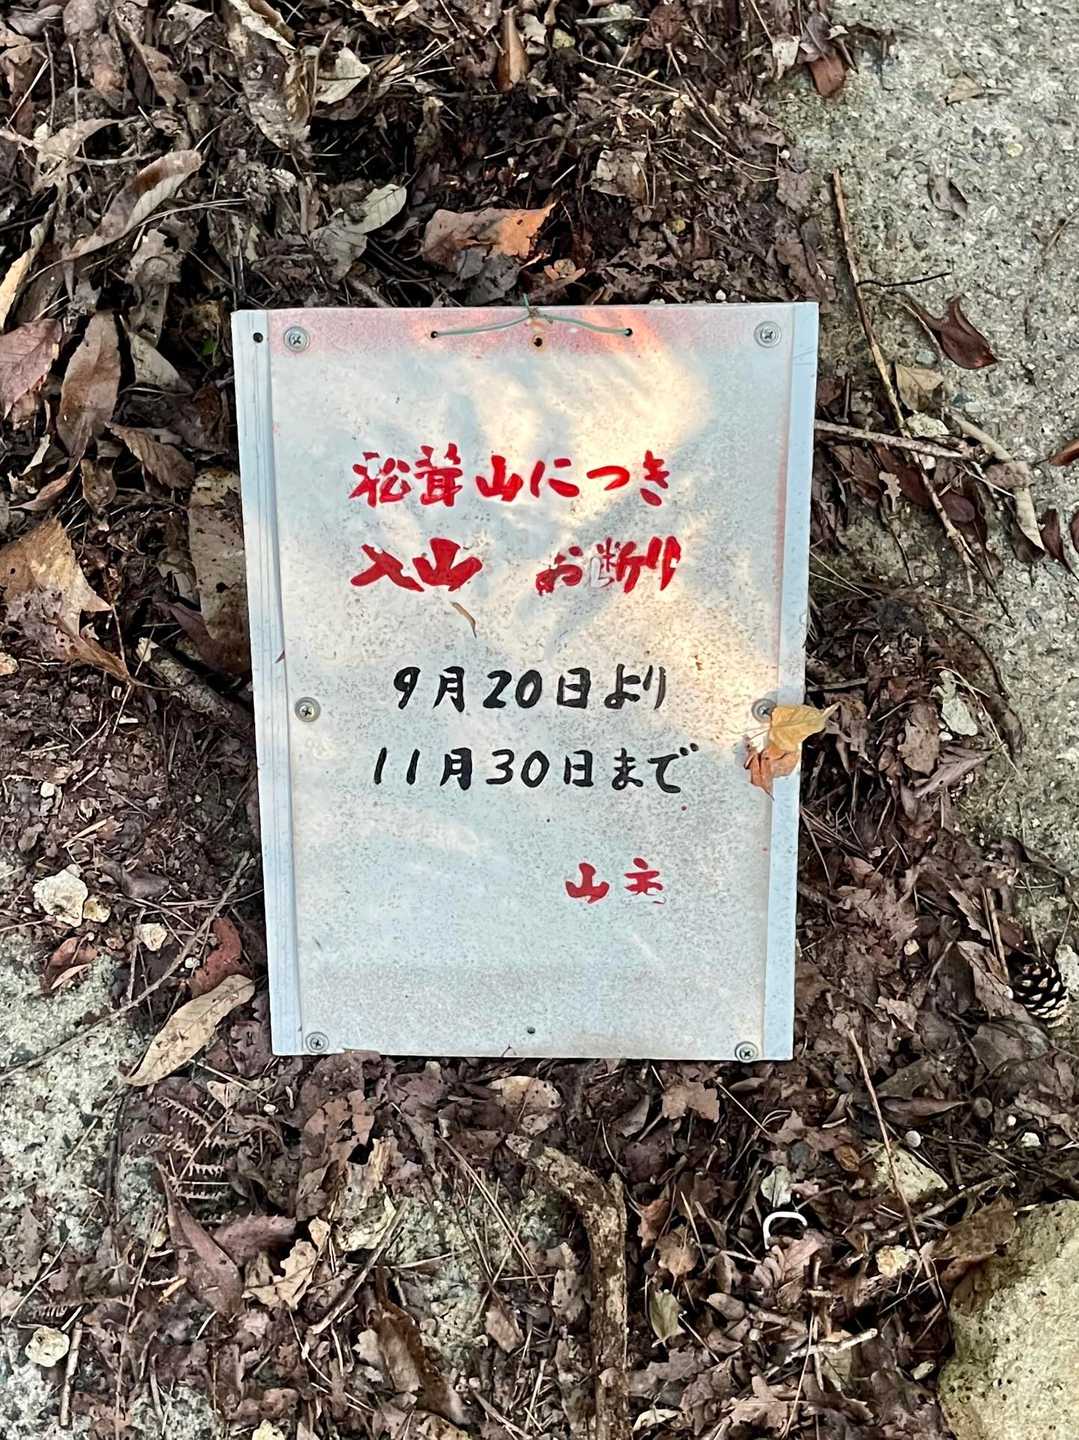 松茸山につき
入山 お断り
9月20日より
11月30日まで
山主